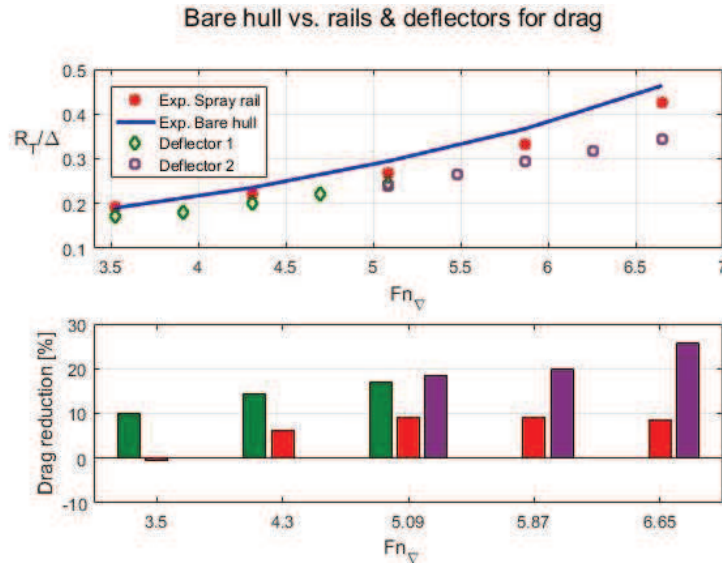 Bare hull vs. rails & deflectors for drag
0.5
0.4
0.3
0.2
0.1
R_T/Δ
Exp. Spray rail
Exp. Bare hull
Deflector 1
Deflector 2
3.5 4 4.5 5 5.5 6 6.5 7
Fn_∇
30
20
10
0
-10
Drag reduction [%]
3.5 4.3 5.09 5.87 6.65
Fn_∇